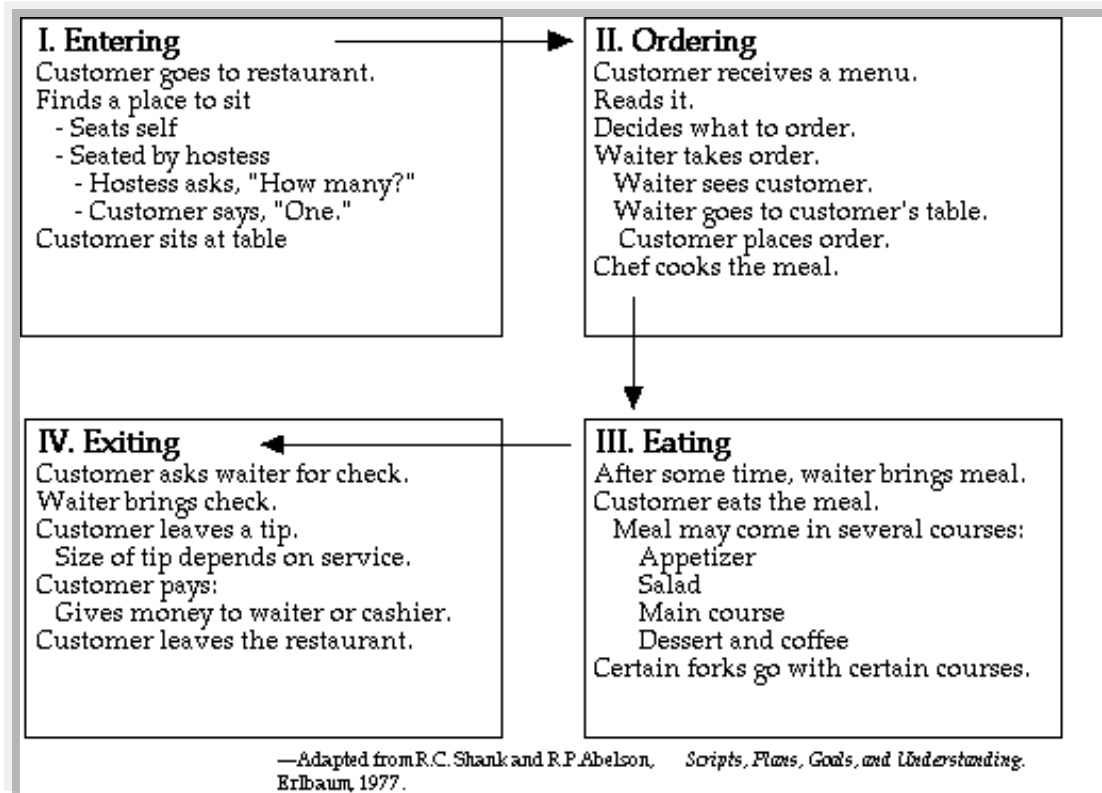 I. Entering
Customer goes to restaurant.
Finds a place to sit
- Seats self
- Seated by hostess
- Hostess asks, "How many?"
- Customer says, "One."
Customer sits at table
II. Ordering
Customer receives a menu.
Reads it.
Decides what to order.
Waiter takes order.
Waiter sees customer.
Waiter goes to customer's table.
Customer places order.
Chef cooks the meal.
III. Eating
After some time, waiter brings meal.
Customer eats the meal.
Meal may come in several courses:
Appetizer
Salad
Main course
Dessert and coffee
Certain forks go with certain courses.
IV. Exiting
Customer asks waiter for check.
Waiter brings check.
Customer leaves a tip.
Size of tip depends on service.
Customer pays:
Gives money to waiter or cashier.
Customer leaves the restaurant.
—Adapted from R.C. Shank and R.P. Abelson, Scripts, Plans, Goals, and Understanding.
Erlbaum, 1977.